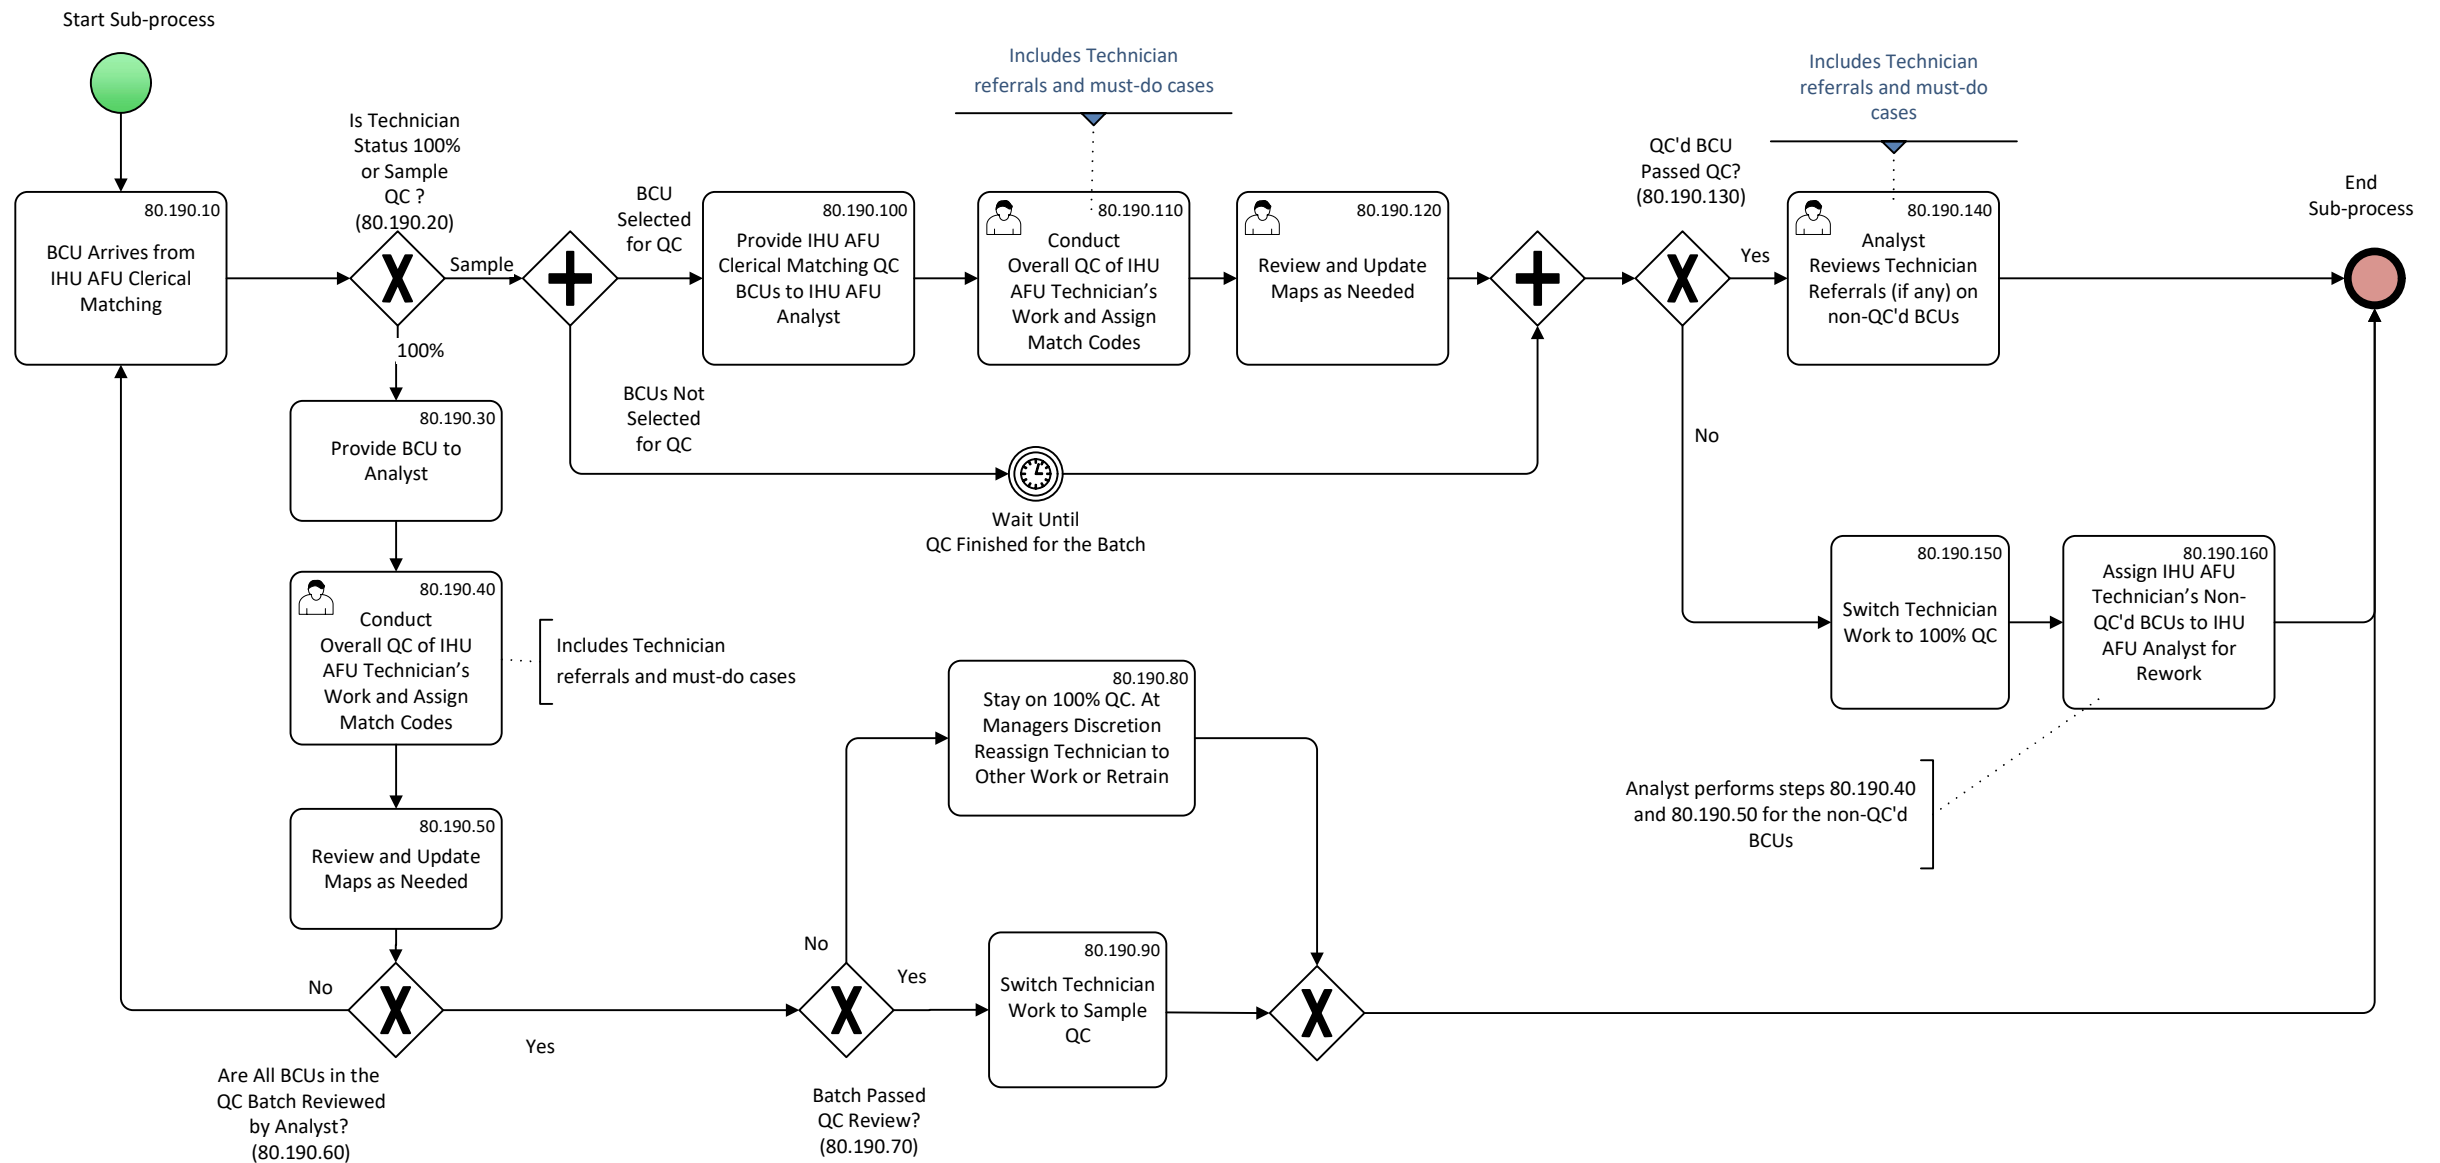 Start Sub-process
80.190.10
BCU Arrives from
IHU AFU Clerical
Matching
Is Technician
Status 100%
or Sample
QC ?
(80.190.20)
Sample
100%
80.190.30
Provide BCU to
Analyst
80.190.40
Conduct
Overall QC of IHU
AFU Technician’s
Work and Assign
Match Codes
Includes Technician
referrals and must-do cases
80.190.50
Review and Update
Maps as Needed
No
Yes
Are All BCUs in the
QC Batch Reviewed
by Analyst?
(80.190.60)
BCU
Selected
for QC
BCUs Not
Selected
for QC
80.190.100
Provide IHU AFU
Clerical Matching QC
BCUs to IHU AFU
Analyst
Includes Technician
referrals and must-do cases
80.190.110
Conduct
Overall QC of IHU
AFU Technician’s
Work and Assign
Match Codes
80.190.120
Review and Update
Maps as Needed
Wait Until
QC Finished for the Batch
80.190.80
Stay on 100% QC. At
Managers Discretion
Reassign Technician to
Other Work or Retrain
No
Yes
Batch Passed
QC Review?
(80.190.70)
80.190.90
Switch Technician
Work to Sample
QC
QC'd BCU
Passed QC?
(80.190.130)
Yes
No
Includes Technician
referrals and must-do
cases
80.190.140
Analyst
Reviews Technician
Referrals (if any) on
non-QC'd BCUs
End
Sub-process
80.190.150
Switch Technician
Work to 100% QC
80.190.160
Assign IHU AFU
Technician’s Non-
QC'd BCUs to IHU
AFU Analyst for
Rework
Analyst performs steps 80.190.40
and 80.190.50 for the non-QC'd
BCUs